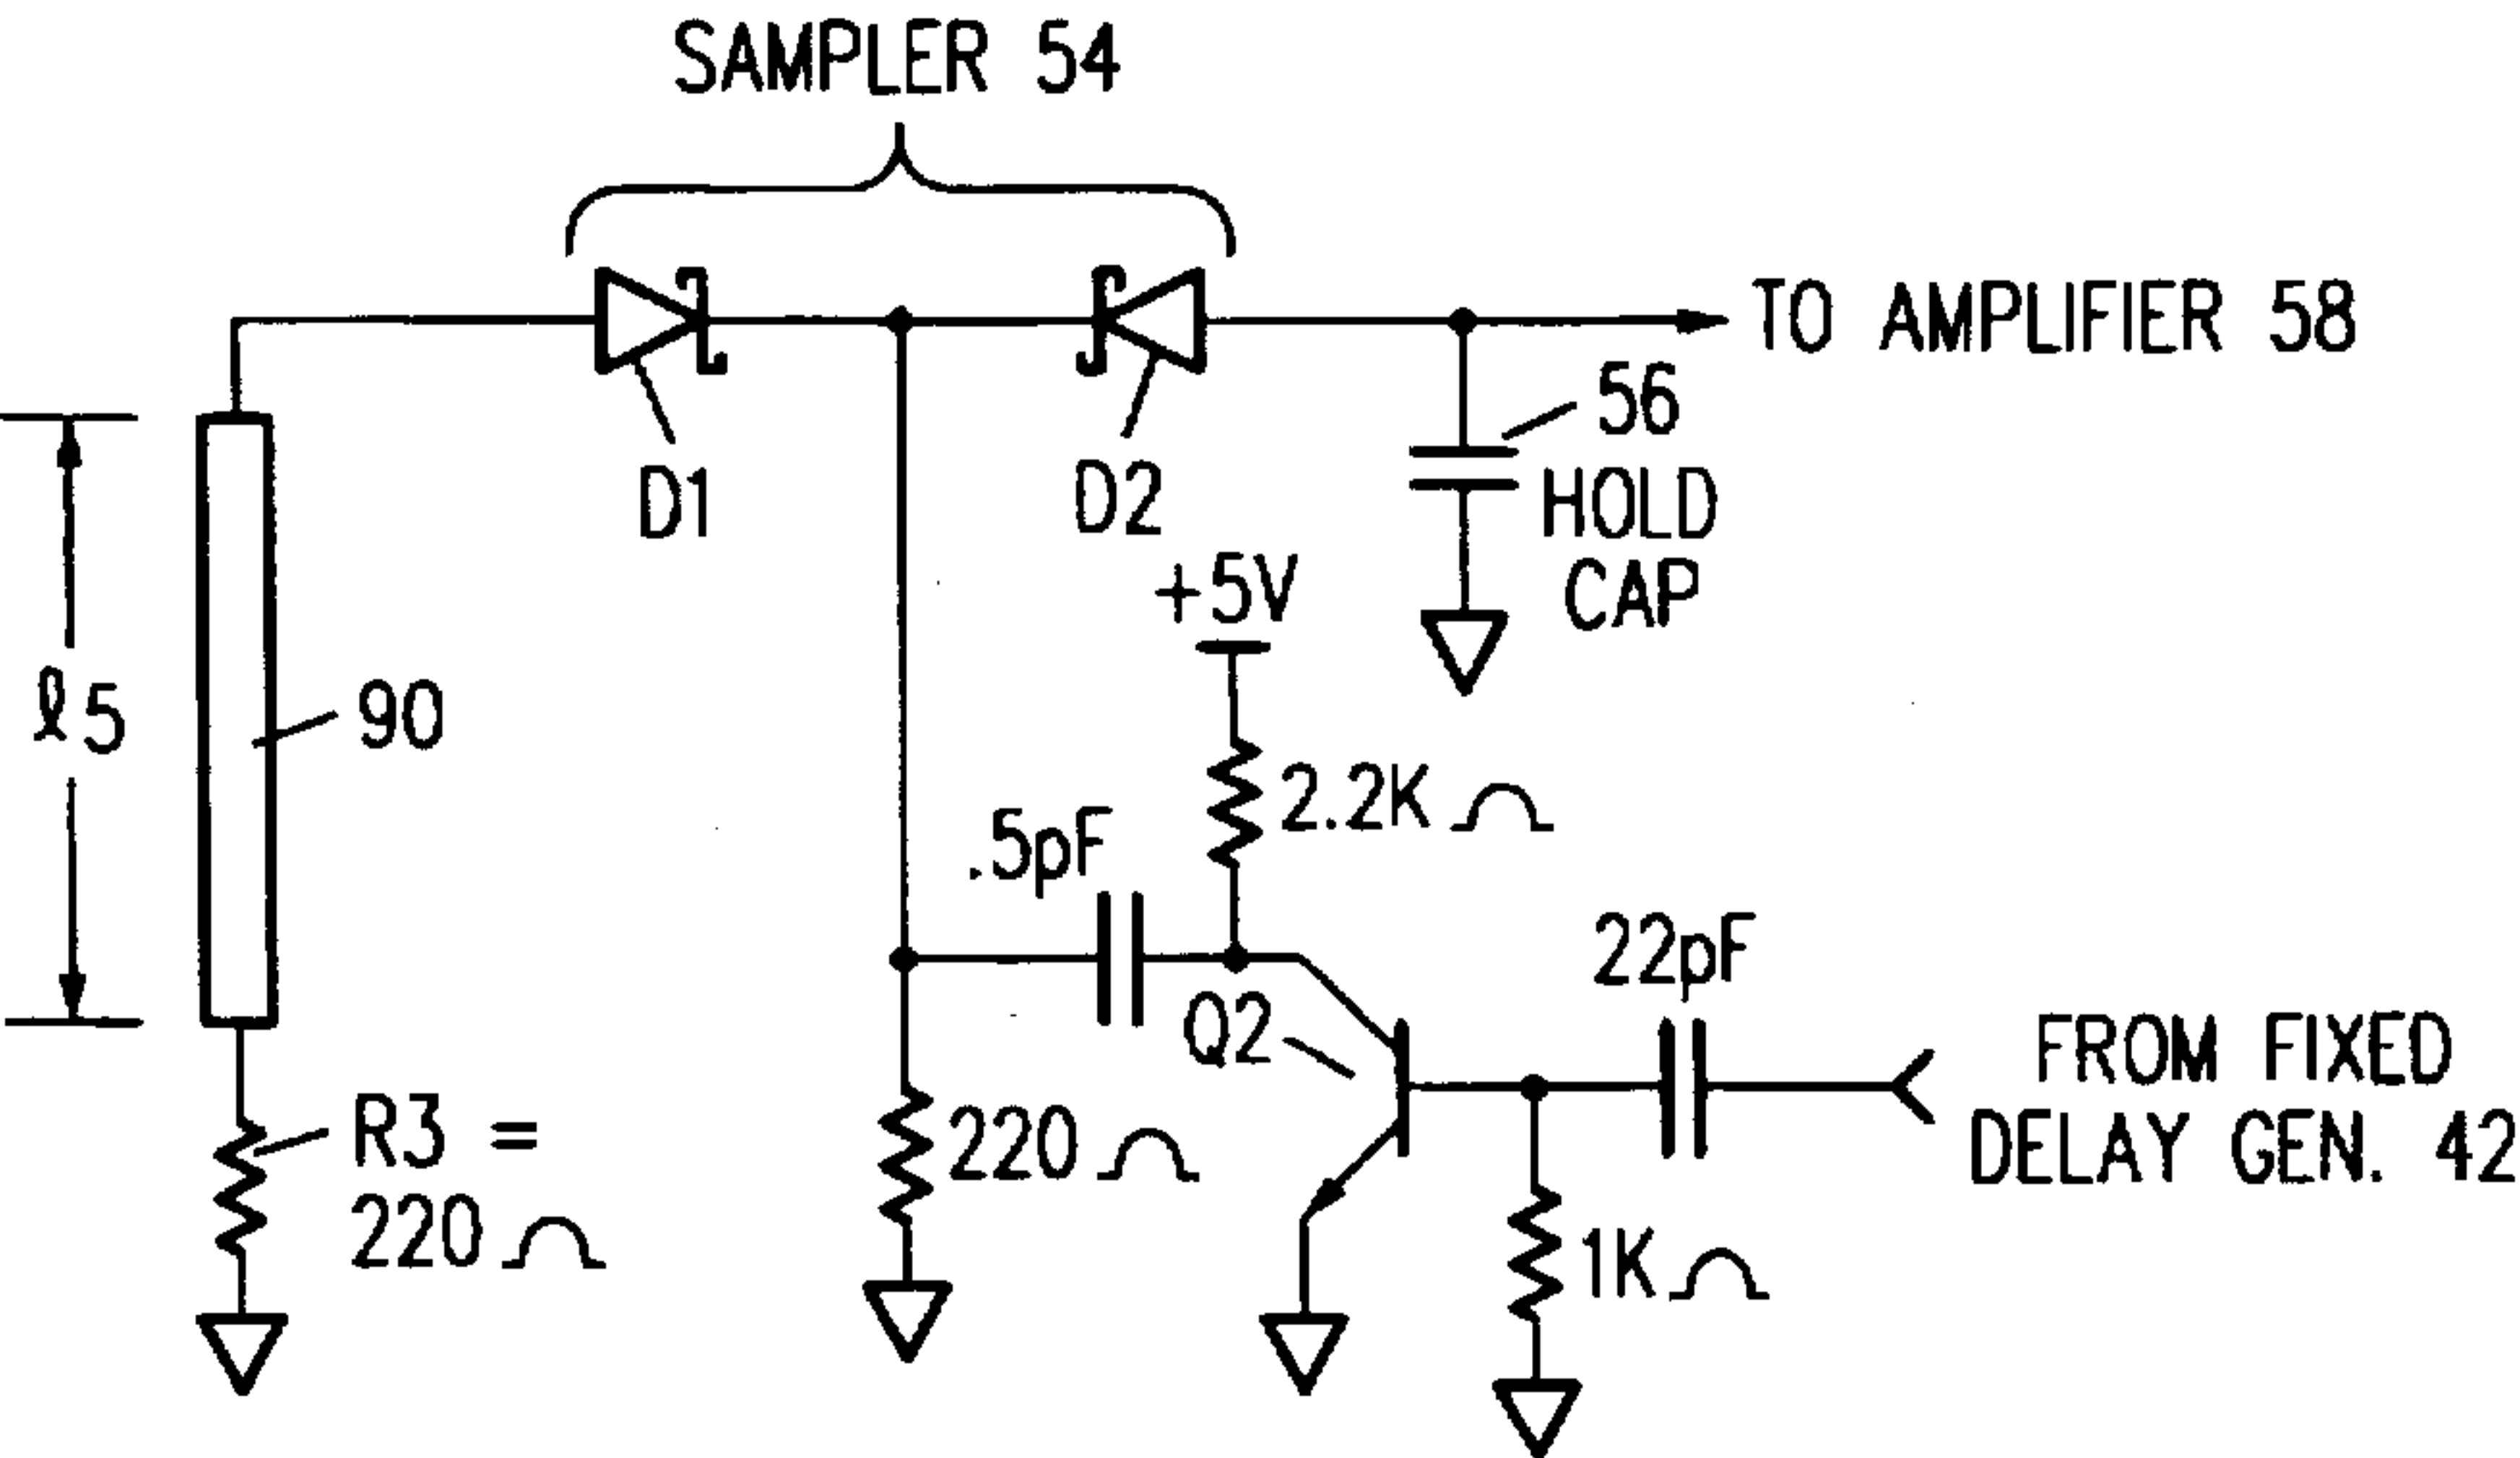 SAMPLER 54
TO AMPLIFIER 58
56
HOLD
CAP
D1
D2
+5V
ℓ5
90
2.2K Ω
.5pF
22pF
Q2
FROM FIXED
DELAY GEN. 42
R3 =
220 Ω
220 Ω
1K Ω